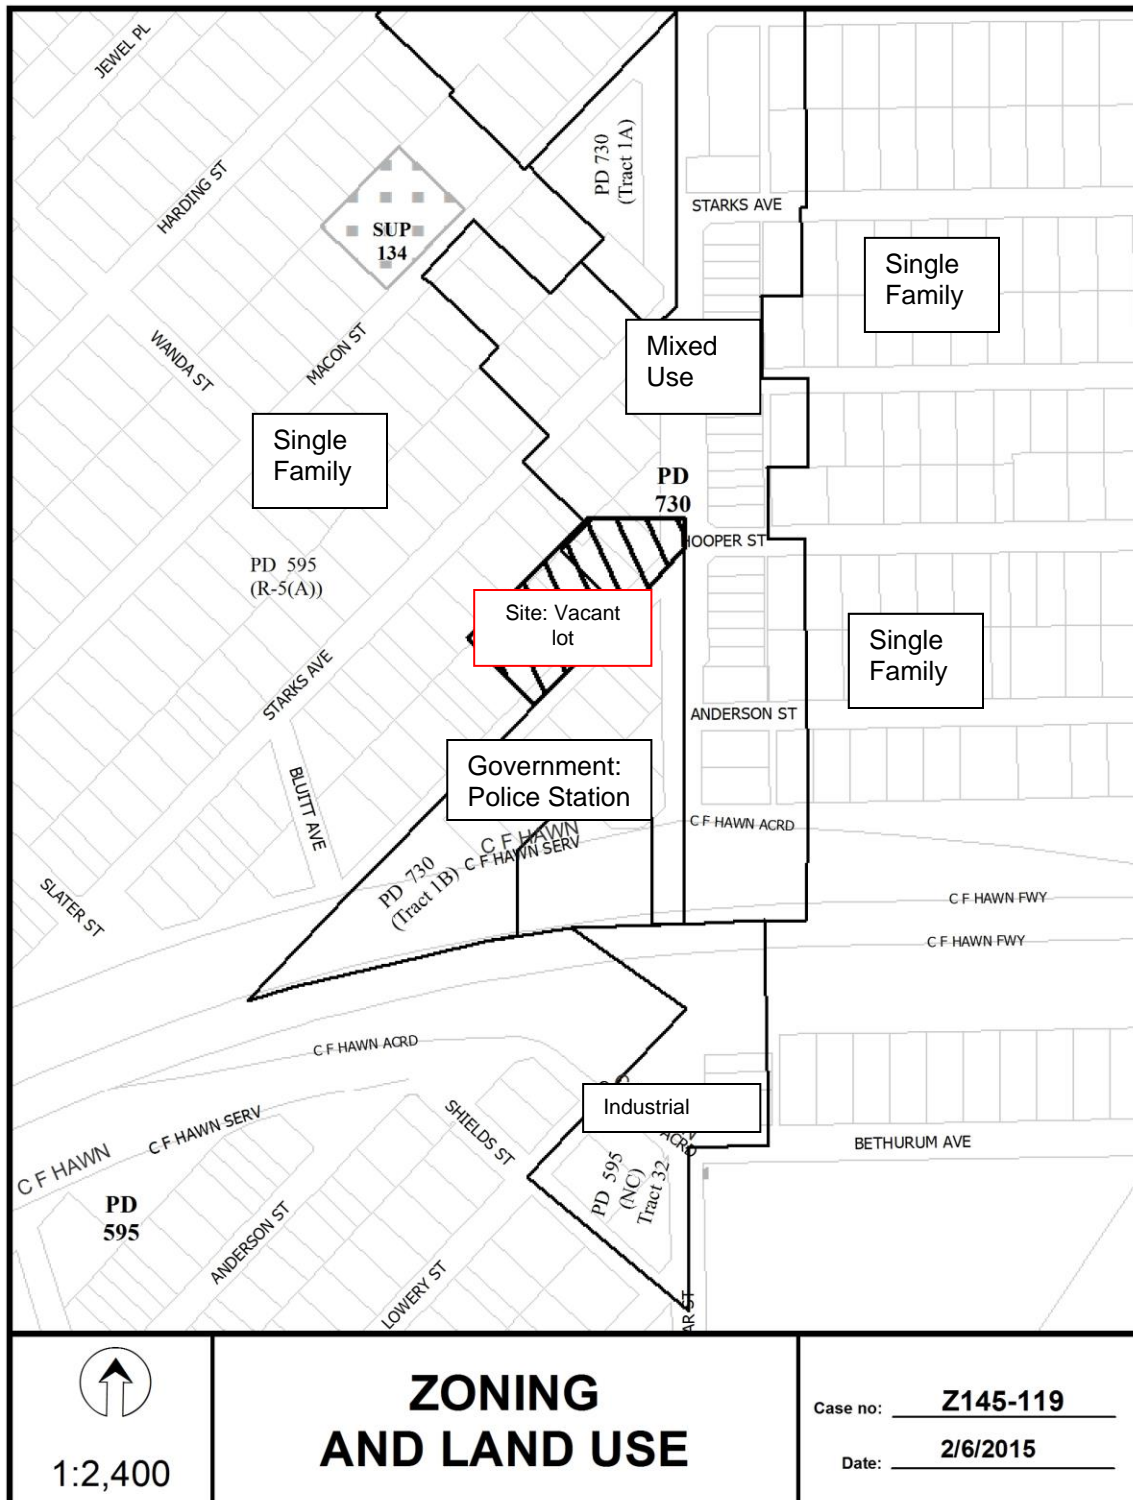 JEWEL PL
HARDING ST
PD 730
(Tract 1A)
STARKS AVE
SUP
134
Single
Family
WANDA ST
MACON ST
Mixed
Use
Single
Family
PD
730
HOOPER ST
PD 595
(R-5(A))
Site: Vacant
lot
Single
Family
STARKS AVE
ANDERSON ST
Government:
Police Station
BLUITT AVE
C F HAWN
C F HAWN SERV
C F HAWN ACRD
PD 730
(Tract 1B)
SLATER ST
C F HAWN FWY
C F HAWN FWY
C F HAWN ACRD
Industrial
ACRD
C F HAWN SERV
SHIELDS ST
BETHURUM AVE
C F HAWN
PD 595
(NC)
Tract 32
PD
595
ANDERSON ST
LOWERY ST
AR ST
1:2,400
ZONING
AND LAND USE
Case no: Z145-119
Date: 2/6/2015